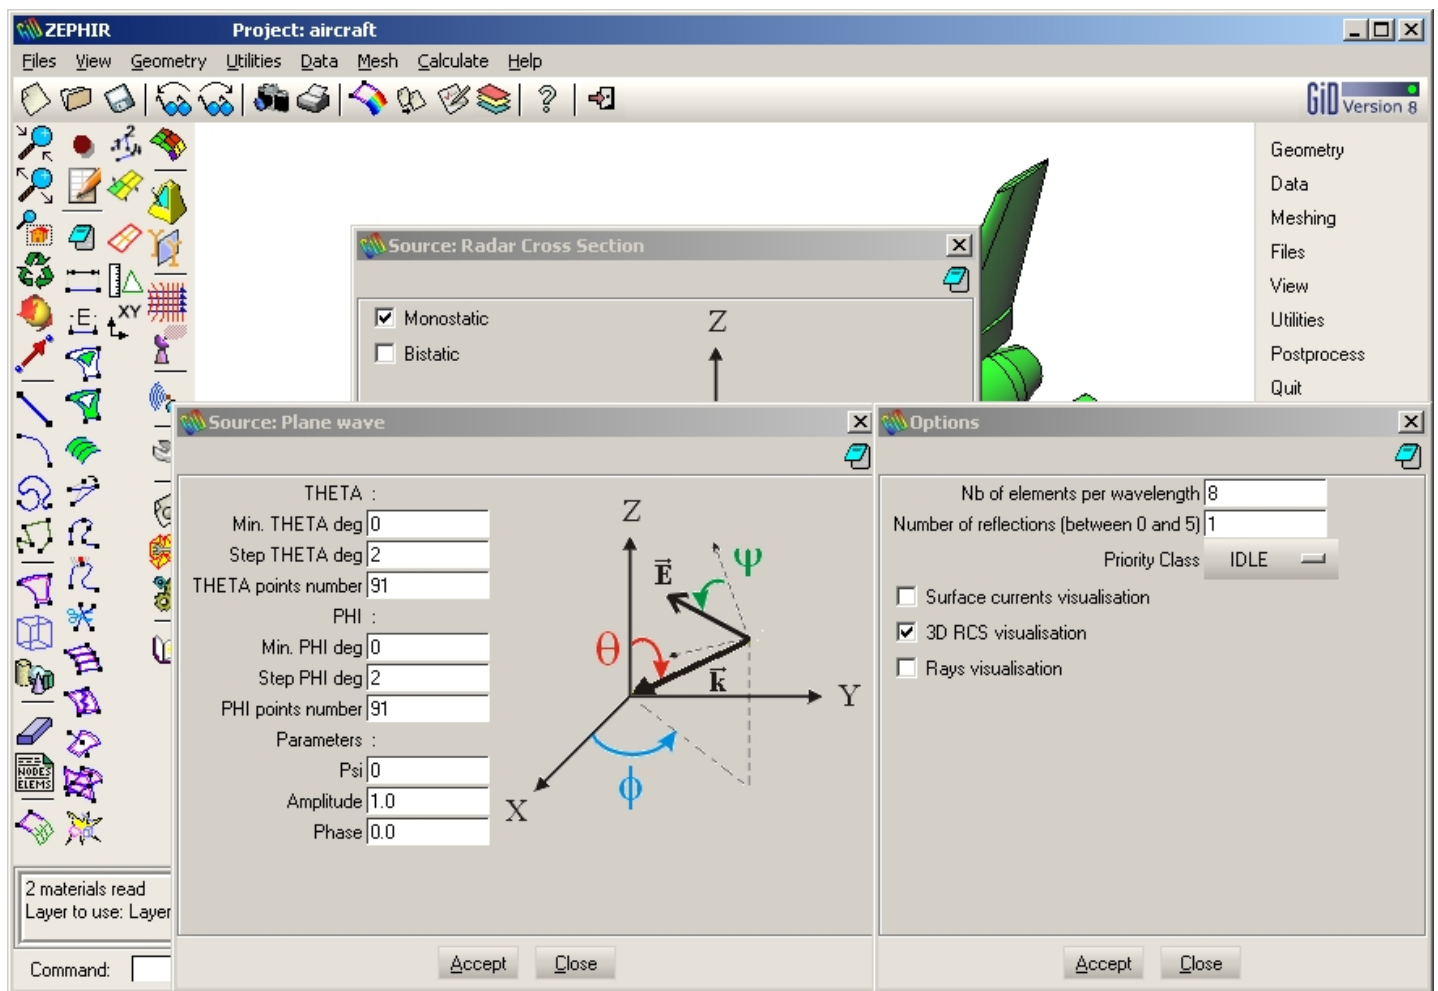 GiD ZEPHIR Project: aircraft
Files View Geometry Utilities Data Mesh Calculate Help
GiD Version 8
Geometry
Data
Meshing
Files
View
Utilities
Postprocess
Quit
Source: Radar Cross Section
Monostatic
Bistatic
Z
E
XY
Source: Plane wave
THETA :
Min. THETA deg 0
Step THETA deg 2
THETA points number 91
PHI :
Min. PHI deg 0
Step PHI deg 2
PHI points number 91
Parameters :
Psi 0
Amplitude 1.0
Phase 0.0
Z
E⃗
ψ
θ
k⃗
Y
ϕ
X
Accept Close
Options
Nb of elements per wavelength 8
Number of reflections (between 0 and 5) 1
Priority Class IDLE
Surface currents visualisation
3D RCS visualisation
Rays visualisation
Accept Close
NODES
ELEMS
2 materials read
Layer to use: Layer
Command: